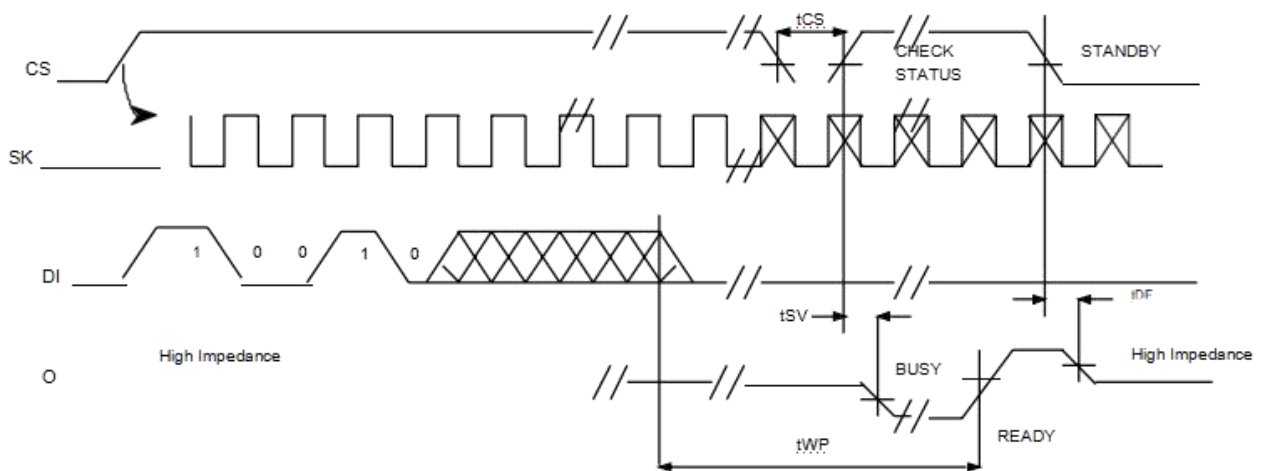 tCS
CS
CHECK
STATUS
STANDBY
SK
1 0 0 1 0
DI
tSV
tDF
High Impedance
O
BUSY
High Impedance
READY
tWP